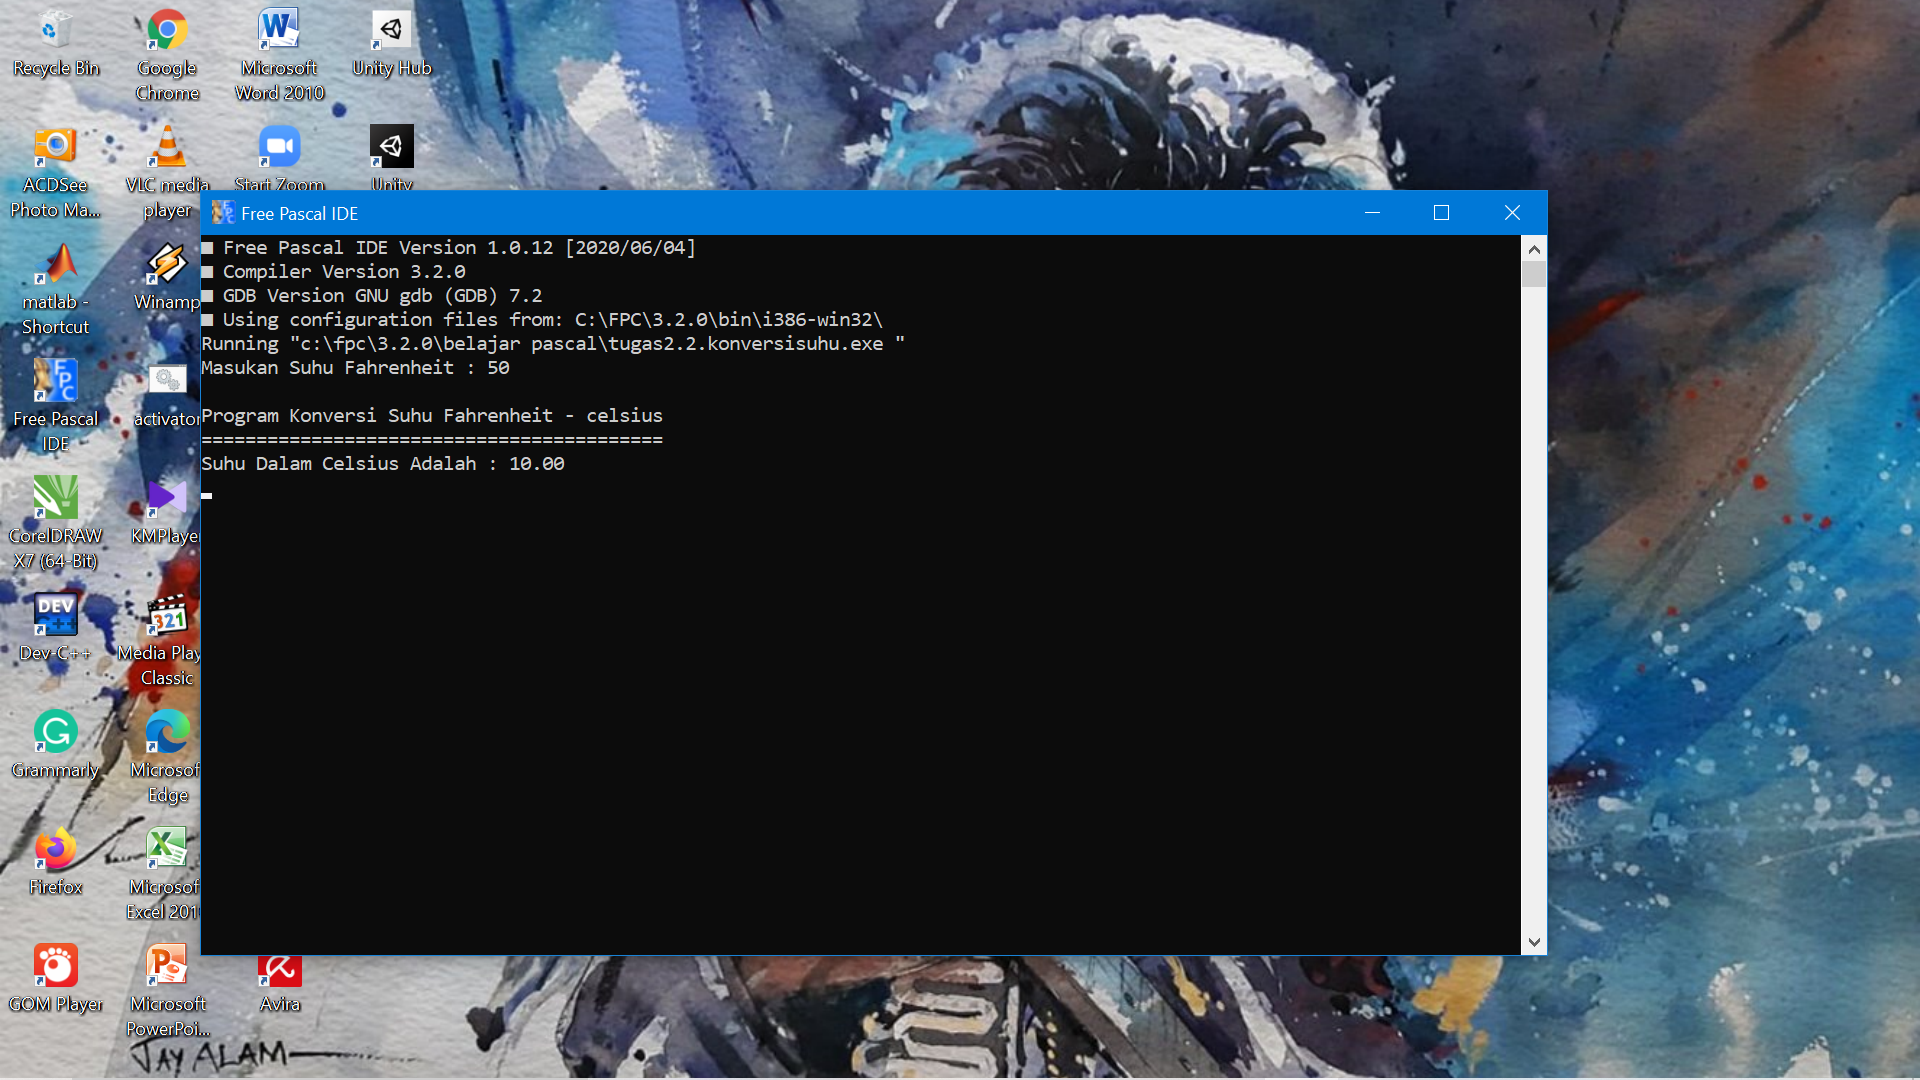 Recycle Bin
Google
Chrome
Microsoft
Word 2010
Unity Hub
ACDSee
Photo Ma...
VLC media
player
Start Zoom
Unity
Free Pascal IDE
Free Pascal IDE Version 1.0.12 [2020/06/04]
Compiler Version 3.2.0
GDB Version GNU gdb (GDB) 7.2
Using configuration files from: C:\FPC\3.2.0\bin\i386-win32\
Running "c:\fpc\3.2.0\belajar pascal\tugas2.2.konversisuhu.exe "
Masukan Suhu Fahrenheit : 50
Program Konversi Suhu Fahrenheit - celsius
==========================================
Suhu Dalam Celsius Adalah : 10.00
matlab -
Shortcut
Winamp
FPC
Free Pascal
IDE
activator
CorelDRAW
X7 (64-Bit)
KMPlayer
DEV
C++
Dev-C++
321
Media Play
Classic
Grammarly
Microsof
Edge
Firefox
Microsof
Excel 201
GOM Player
Microsoft
PowerPoi...
Avira
JAY ALAM